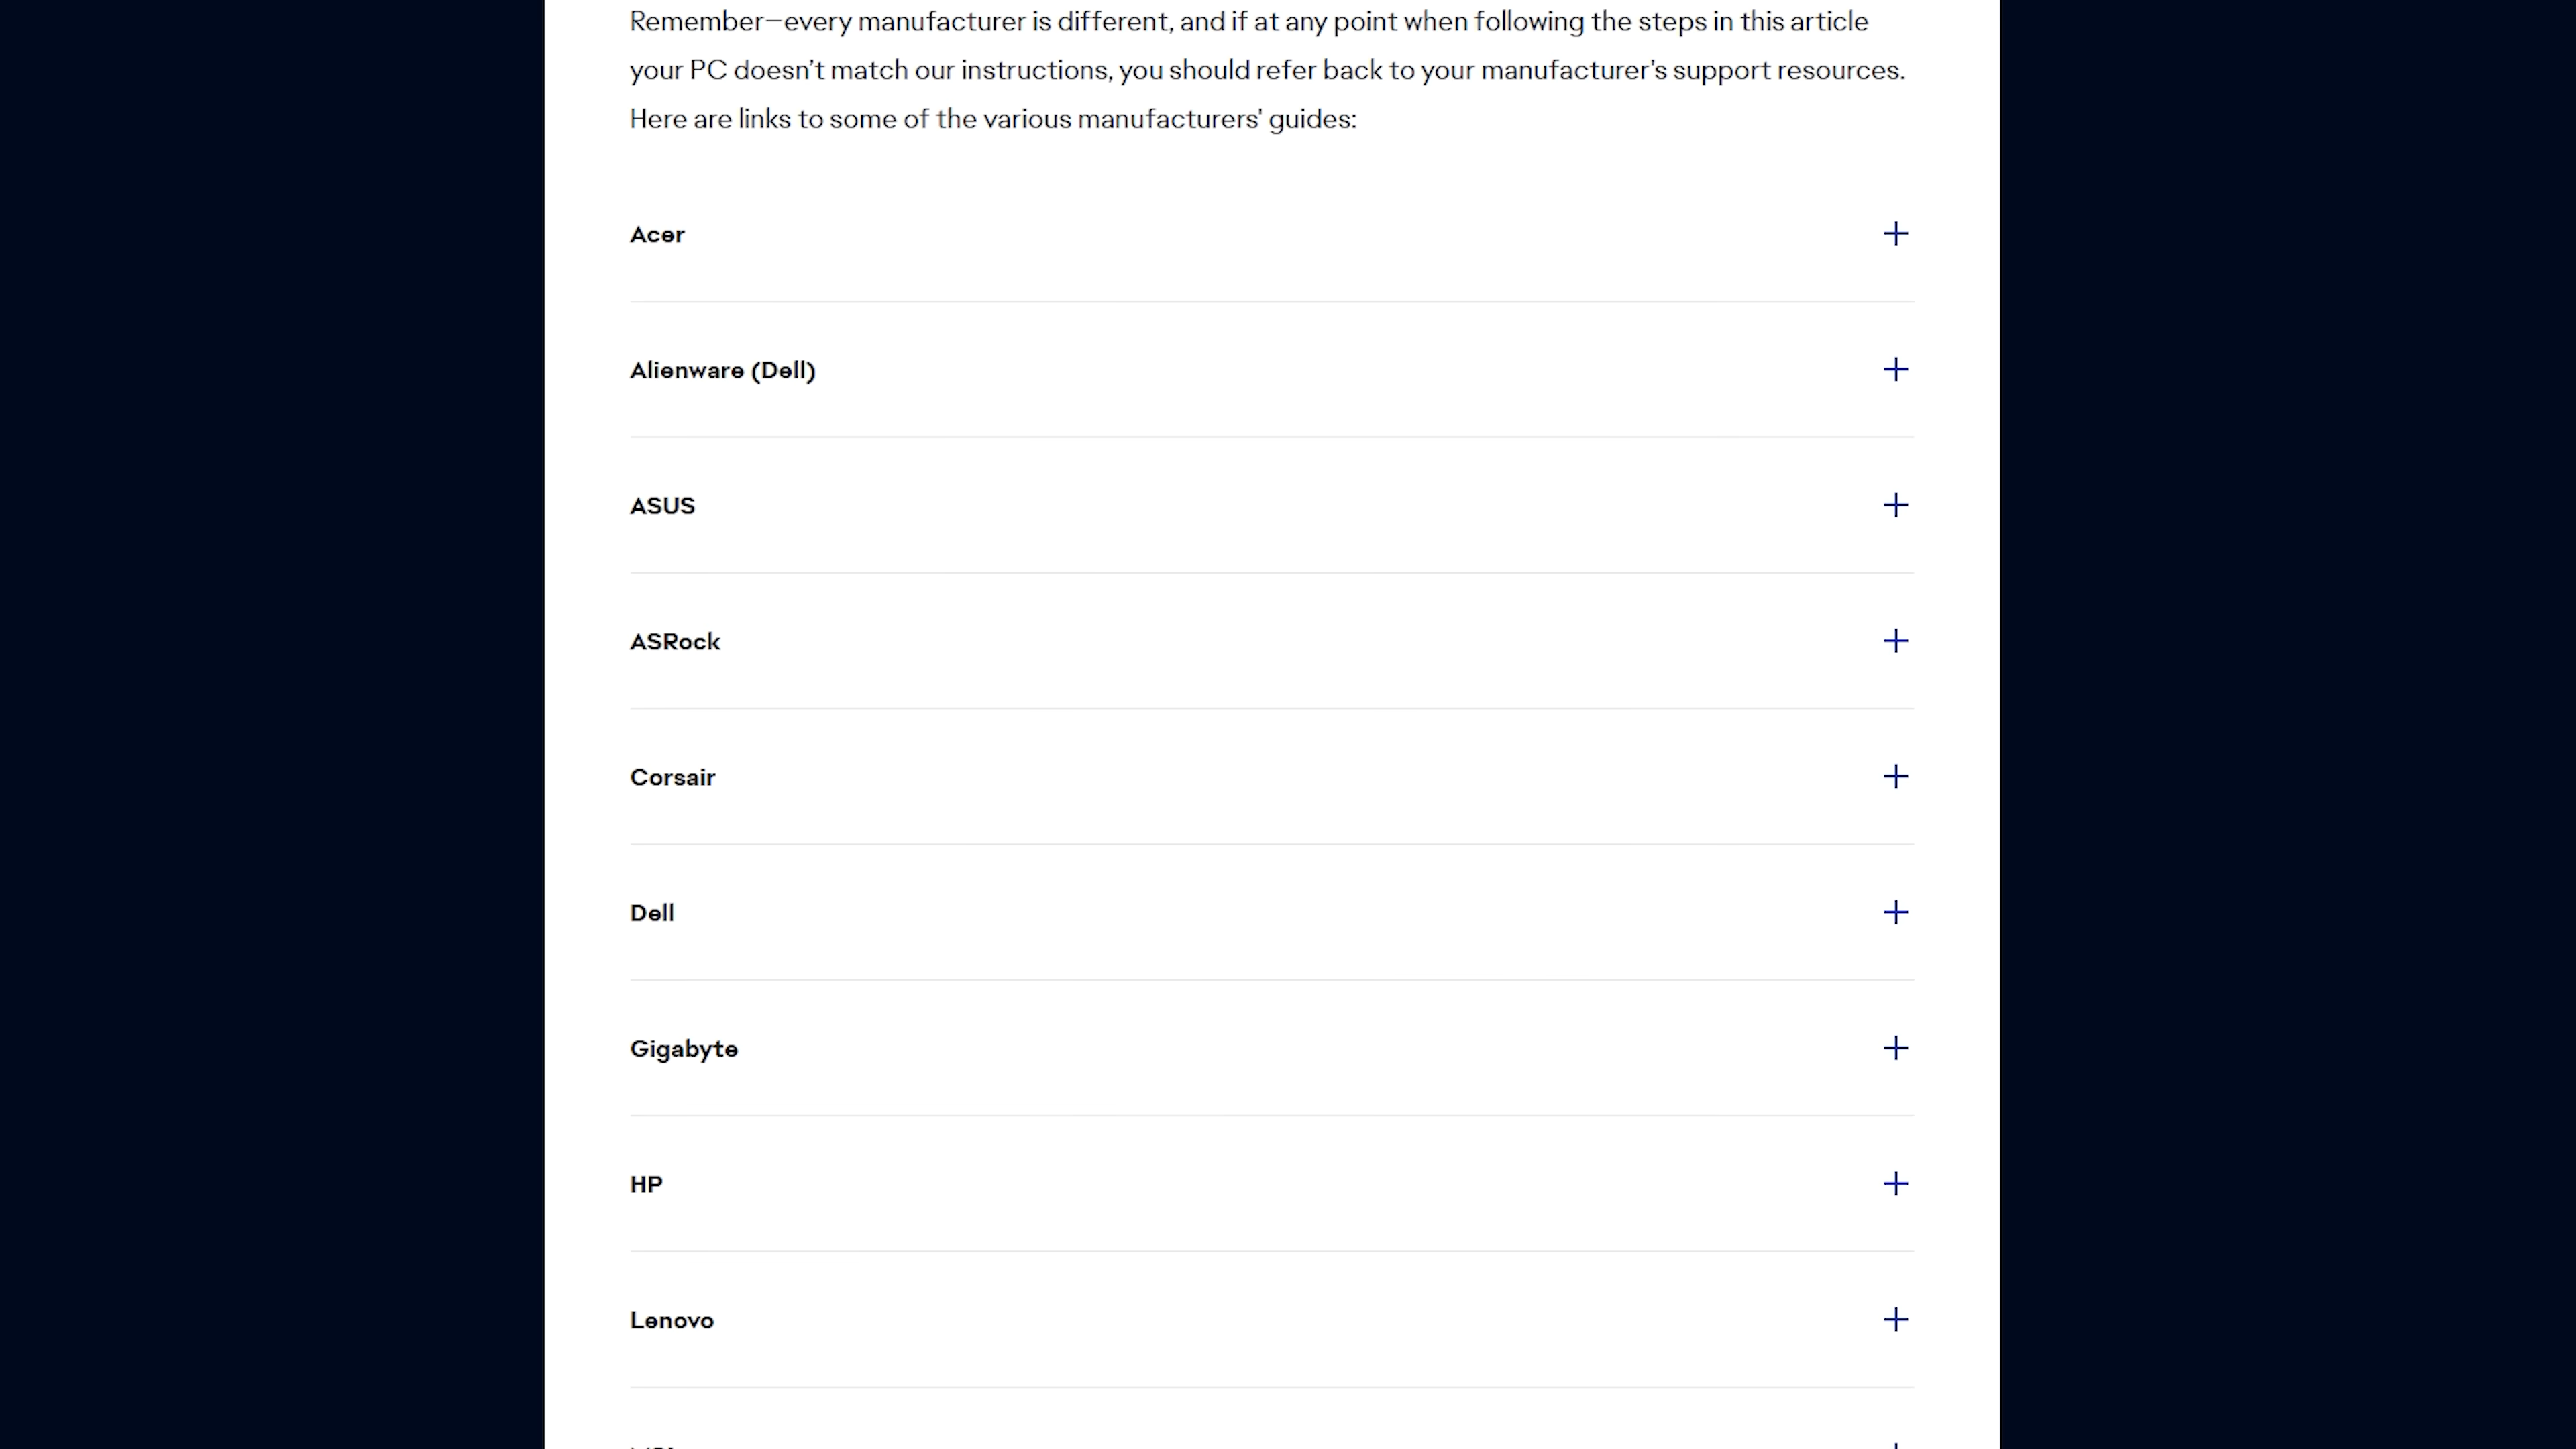 Remember—every manufacturer is different, and if at any point when following the steps in this article
your PC doesn’t match our instructions, you should refer back to your manufacturer's support resources.
Here are links to some of the various manufacturers' guides:
Acer
Alienware (Dell)
ASUS
ASRock
Corsair
Dell
Gigabyte
HP
Lenovo